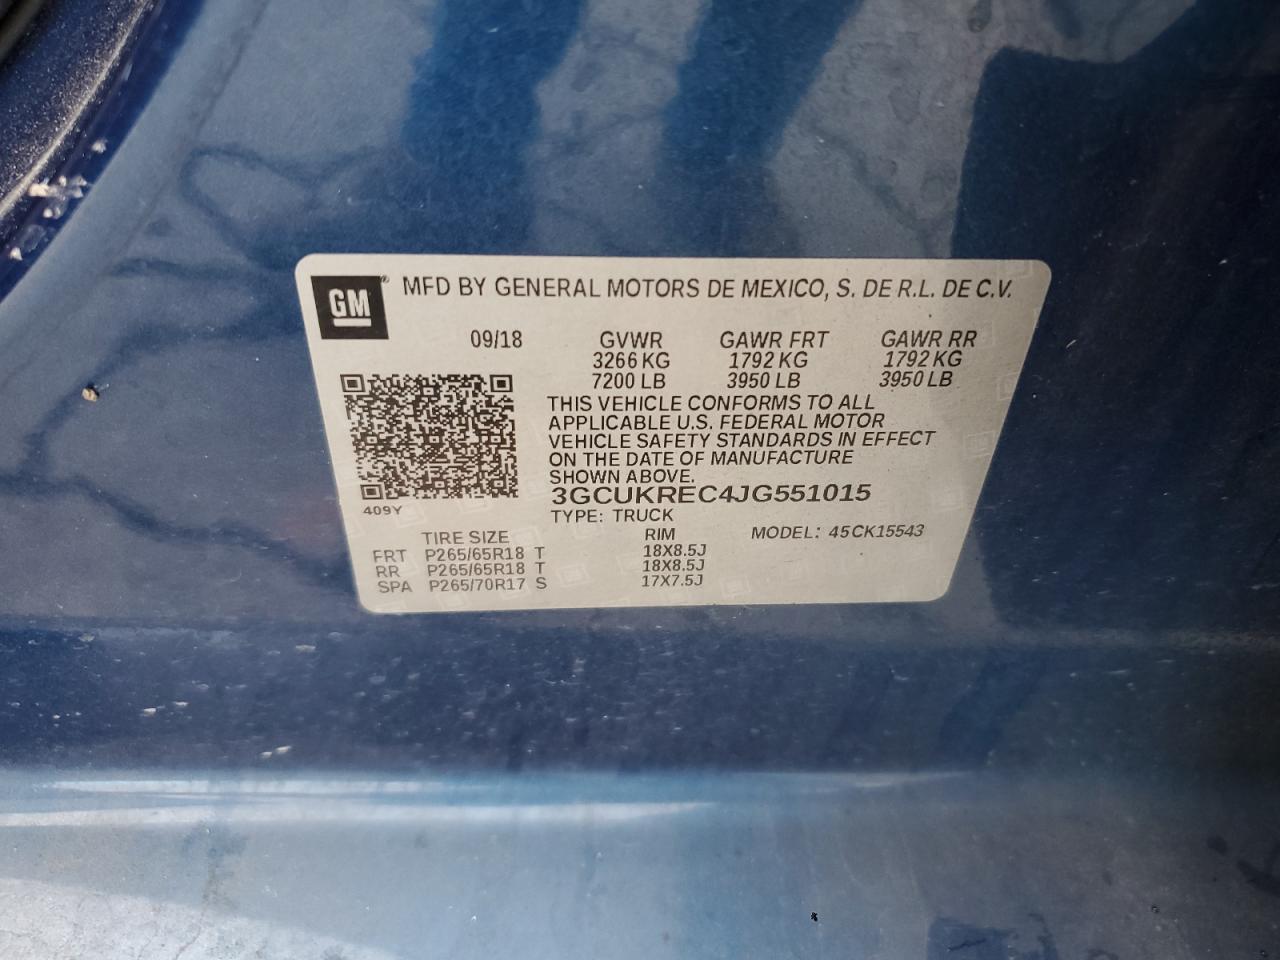 GM® MFD BY GENERAL MOTORS DE MEXICO, S. DE R.L. DE C.V.
09/18 GVWR GAWR FRT GAWR RR
3266 KG 1792 KG 1792 KG
7200 LB 3950 LB 3950 LB
THIS VEHICLE CONFORMS TO ALL
APPLICABLE U.S. FEDERAL MOTOR
VEHICLE SAFETY STANDARDS IN EFFECT
ON THE DATE OF MANUFACTURE
SHOWN ABOVE.
3GCUKREC4JG551015
409Y
TYPE: TRUCK MODEL: 45CK15543
TIRE SIZE RIM
FRT P265/65R18 T 18X8.5J
RR P265/65R18 T 18X8.5J
SPA P265/70R17 S 17X7.5J